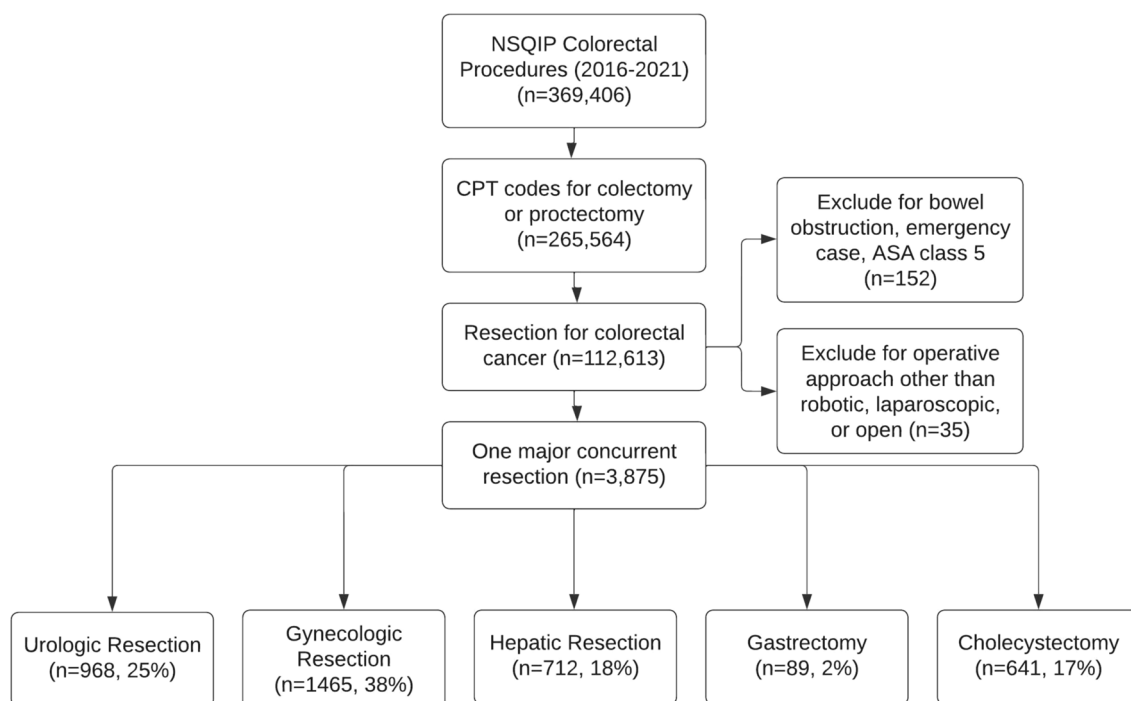 NSQIP Colorectal
Procedures (2016-2021)
(n=369,406)
CPT codes for colectomy
or proctectomy
(n=265,564)
Exclude for bowel
obstruction, emergency
case, ASA class 5
(n=152)
Resection for colorectal
cancer (n=112,613)
Exclude for operative
approach other than
robotic, laparoscopic,
or open (n=35)
One major concurrent
resection (n=3,875)
Urologic Resection
(n=968, 25%)
Gynecologic
Resection
(n=1465, 38%)
Hepatic Resection
(n=712, 18%)
Gastrectomy
(n=89, 2%)
Cholecystectomy
(n=641, 17%)